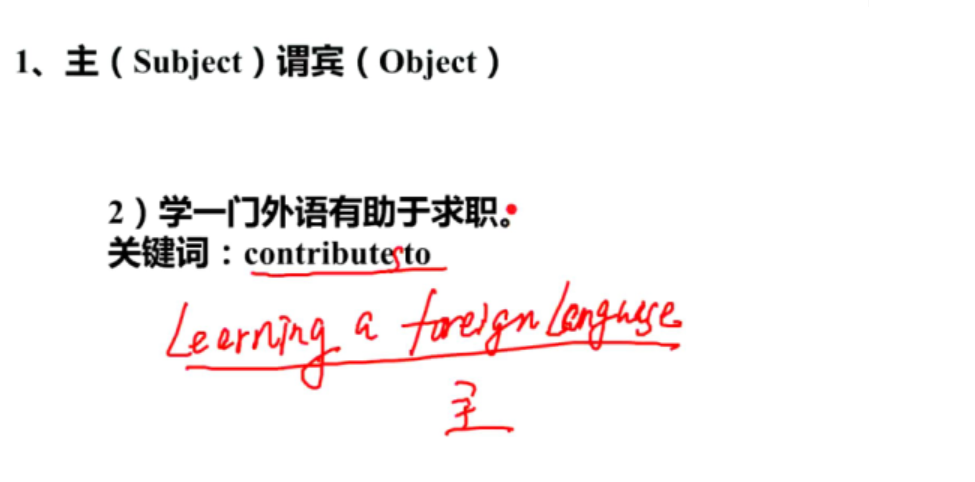 1、主（Subject）谓宾（Object）
2）学一门外语有助于求职。
关键词：contributes to
Learning a foreign language
主